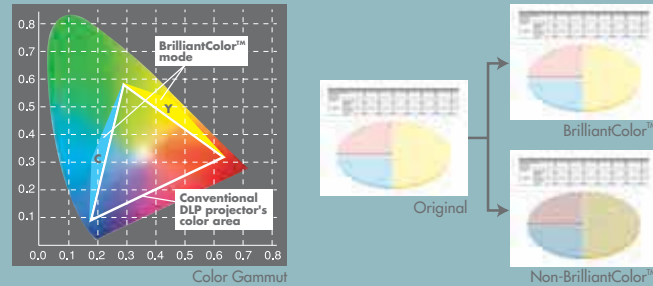 0,8
0.7
0.6
0.5
0.4
0.3
0.2
0.1
0.0 0.1 0.2 0.3 0.4 0.5 0.6 0.7 0.8
BrilliantColor™
mode
Y
C
Conventional
DLP projector's
color area
Color Gammut
Original
BrilliantColor™
Non-BrilliantColor™